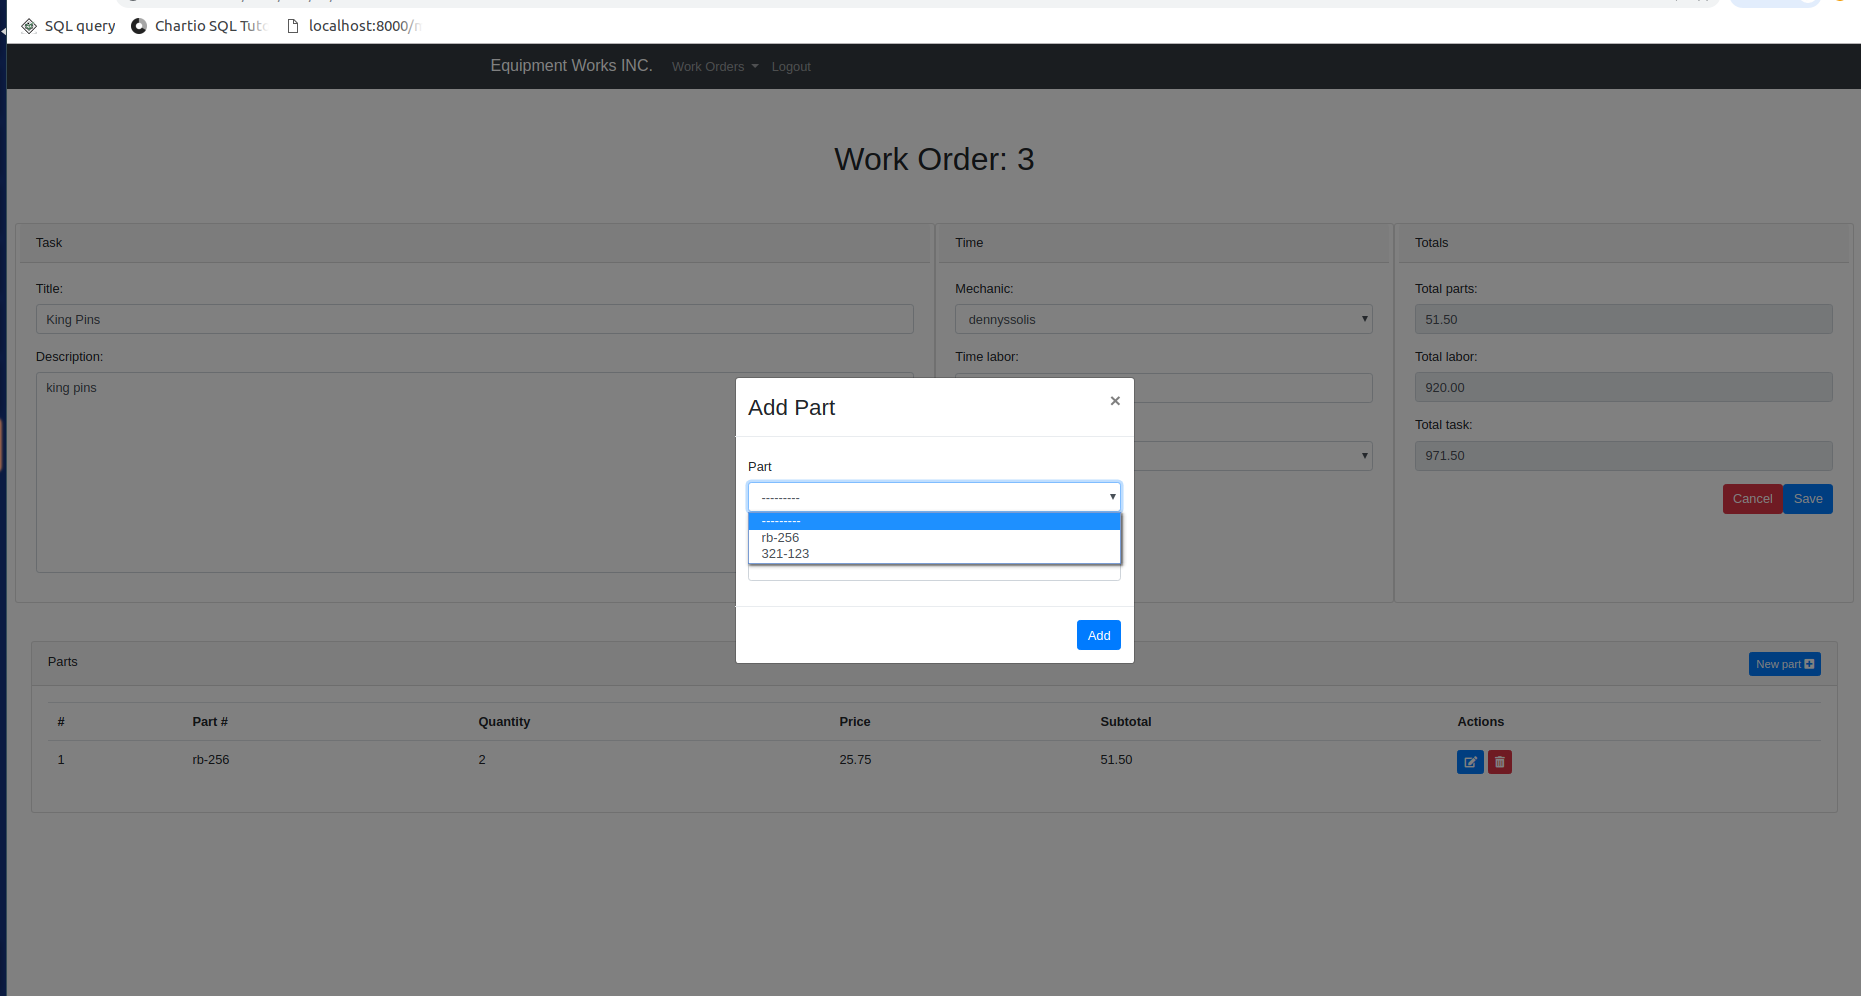 SQL query Chartio SQL Tuto localhost:8000/
Equipment Works INC. Work Orders Logout
Work Order: 3
Task
Title:
King Pins
Description:
king pins
Time
Mechanic:
dennyssolis
Time labor:
Totals
Total parts:
51.50
Total labor:
920.00
Total task:
971.50
Cancel Save
Add Part ×
Part
---------
---------
rb-256
321-123
Add
Parts New part
# Part # Quantity Price Subtotal Actions
1 rb-256 2 25.75 51.50